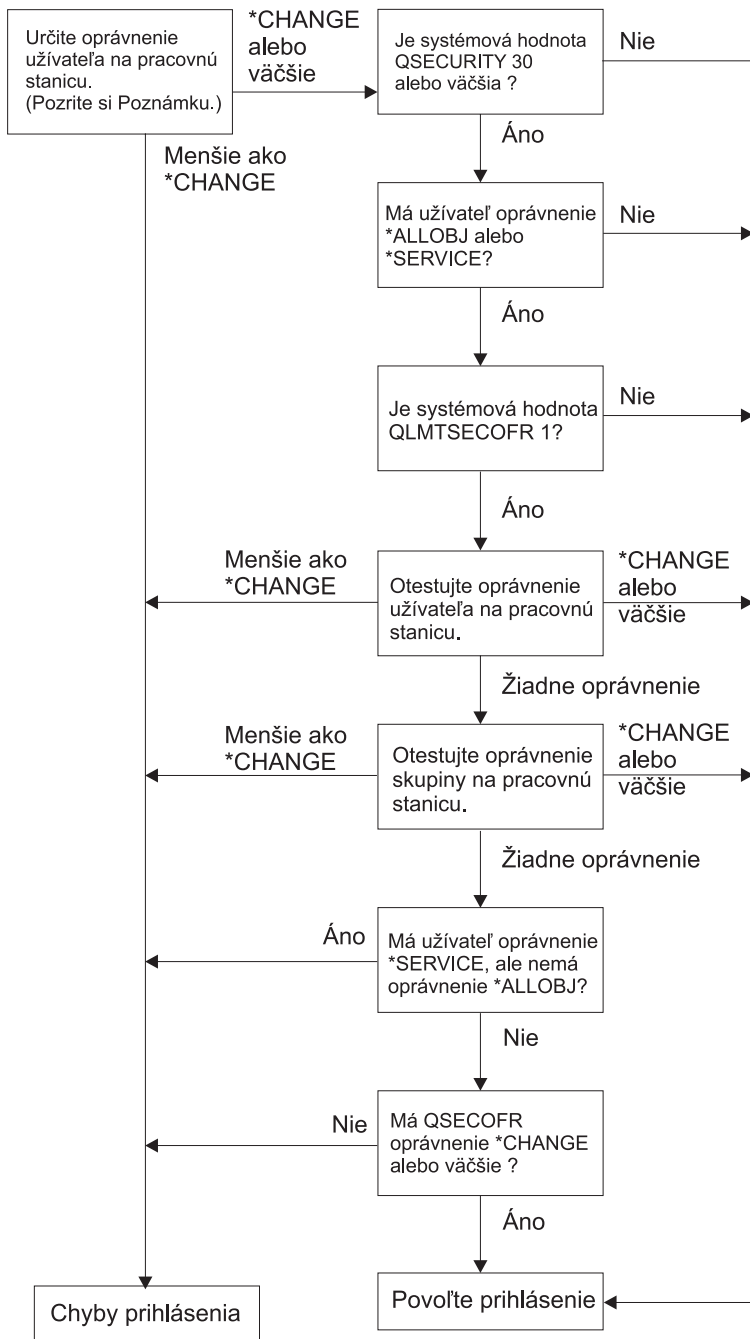 Určite oprávnenie
užívateľa na pracovnú
stanicu.
(Pozrite si Poznámku.)
*CHANGE
alebo
väčšie
Je systémová hodnota
QSECURITY 30
alebo väčšia ?
Nie
Menšie ako
*CHANGE
Áno
Má užívateľ oprávnenie
*ALLOBJ alebo
*SERVICE?
Nie
Áno
Je systémová hodnota
QLMTSECOFR 1?
Nie
Áno
Menšie ako
*CHANGE
Otestujte oprávnenie
užívateľa na pracovnú
stanicu.
*CHANGE
alebo
väčšie
Žiadne oprávnenie
Menšie ako
*CHANGE
Otestujte oprávnenie
skupiny na pracovnú
stanicu.
*CHANGE
alebo
väčšie
Žiadne oprávnenie
Áno
Má užívateľ oprávnenie
*SERVICE, ale nemá
oprávnenie *ALLOBJ?
Nie
Nie
Má QSECOFR
oprávnenie *CHANGE
alebo väčšie ?
Áno
Chyby prihlásenia
Povoľte prihlásenie